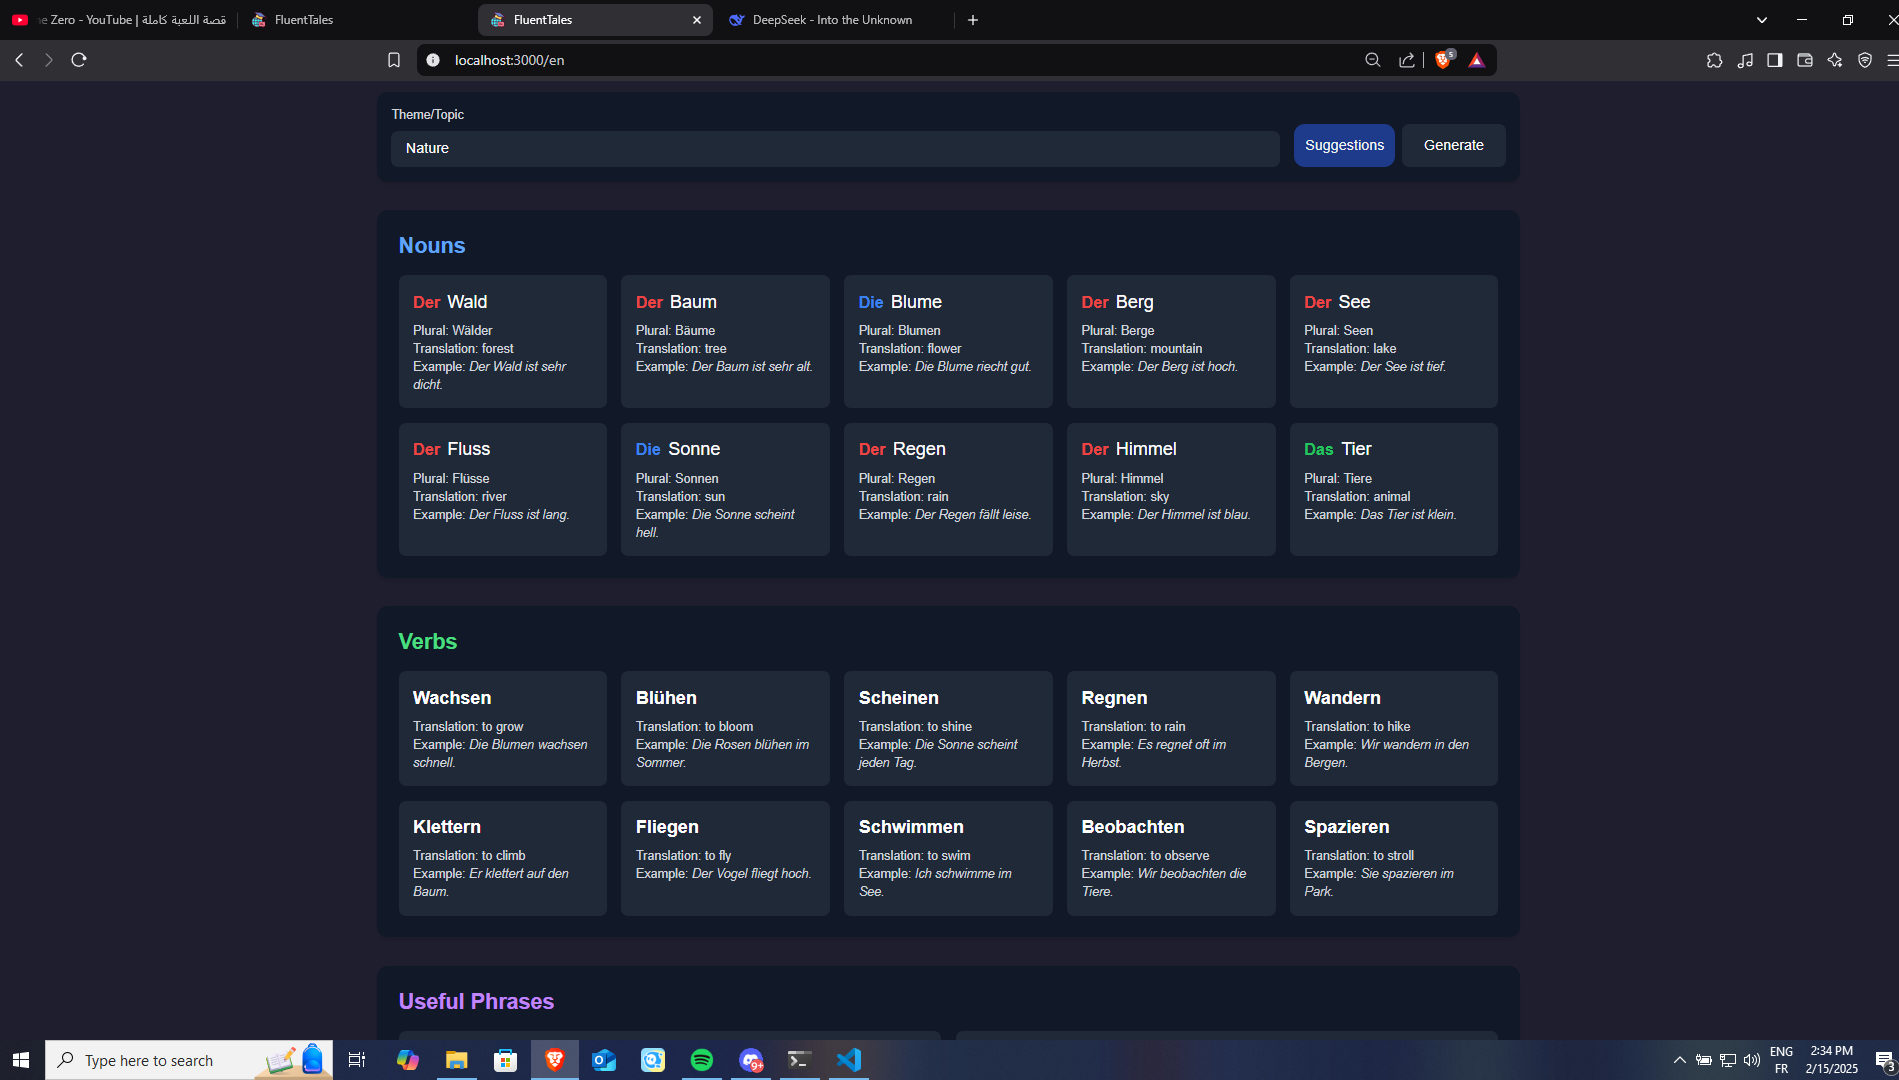 ne Zero - YouTube | قصة اللعبة كاملة
FluentTales
FluentTales
DeepSeek - Into the Unknown
localhost:3000/en
5
Theme/Topic
Nature
Suggestions
Generate
Nouns
Der Wald
Plural: Wälder
Translation: forest
Example: Der Wald ist sehr
dicht.
Der Baum
Plural: Bäume
Translation: tree
Example: Der Baum ist sehr alt.
Die Blume
Plural: Blumen
Translation: flower
Example: Die Blume riecht gut.
Der Berg
Plural: Berge
Translation: mountain
Example: Der Berg ist hoch.
Der See
Plural: Seen
Translation: lake
Example: Der See ist tief.
Der Fluss
Plural: Flüsse
Translation: river
Example: Der Fluss ist lang.
Die Sonne
Plural: Sonnen
Translation: sun
Example: Die Sonne scheint
hell.
Der Regen
Plural: Regen
Translation: rain
Example: Der Regen fällt leise.
Der Himmel
Plural: Himmel
Translation: sky
Example: Der Himmel ist blau.
Das Tier
Plural: Tiere
Translation: animal
Example: Das Tier ist klein.
Verbs
Wachsen
Translation: to grow
Example: Die Blumen wachsen
schnell.
Blühen
Translation: to bloom
Example: Die Rosen blühen im
Sommer.
Scheinen
Translation: to shine
Example: Die Sonne scheint
jeden Tag.
Regnen
Translation: to rain
Example: Es regnet oft im
Herbst.
Wandern
Translation: to hike
Example: Wir wandern in den
Bergen.
Klettern
Translation: to climb
Example: Er klettert auf den
Baum.
Fliegen
Translation: to fly
Example: Der Vogel fliegt hoch.
Schwimmen
Translation: to swim
Example: Ich schwimme im
See.
Beobachten
Translation: to observe
Example: Wir beobachten die
Tiere.
Spazieren
Translation: to stroll
Example: Sie spazieren im
Park.
Useful Phrases
Type here to search
9+
ENG
FR
2:34 PM
2/15/2025
3